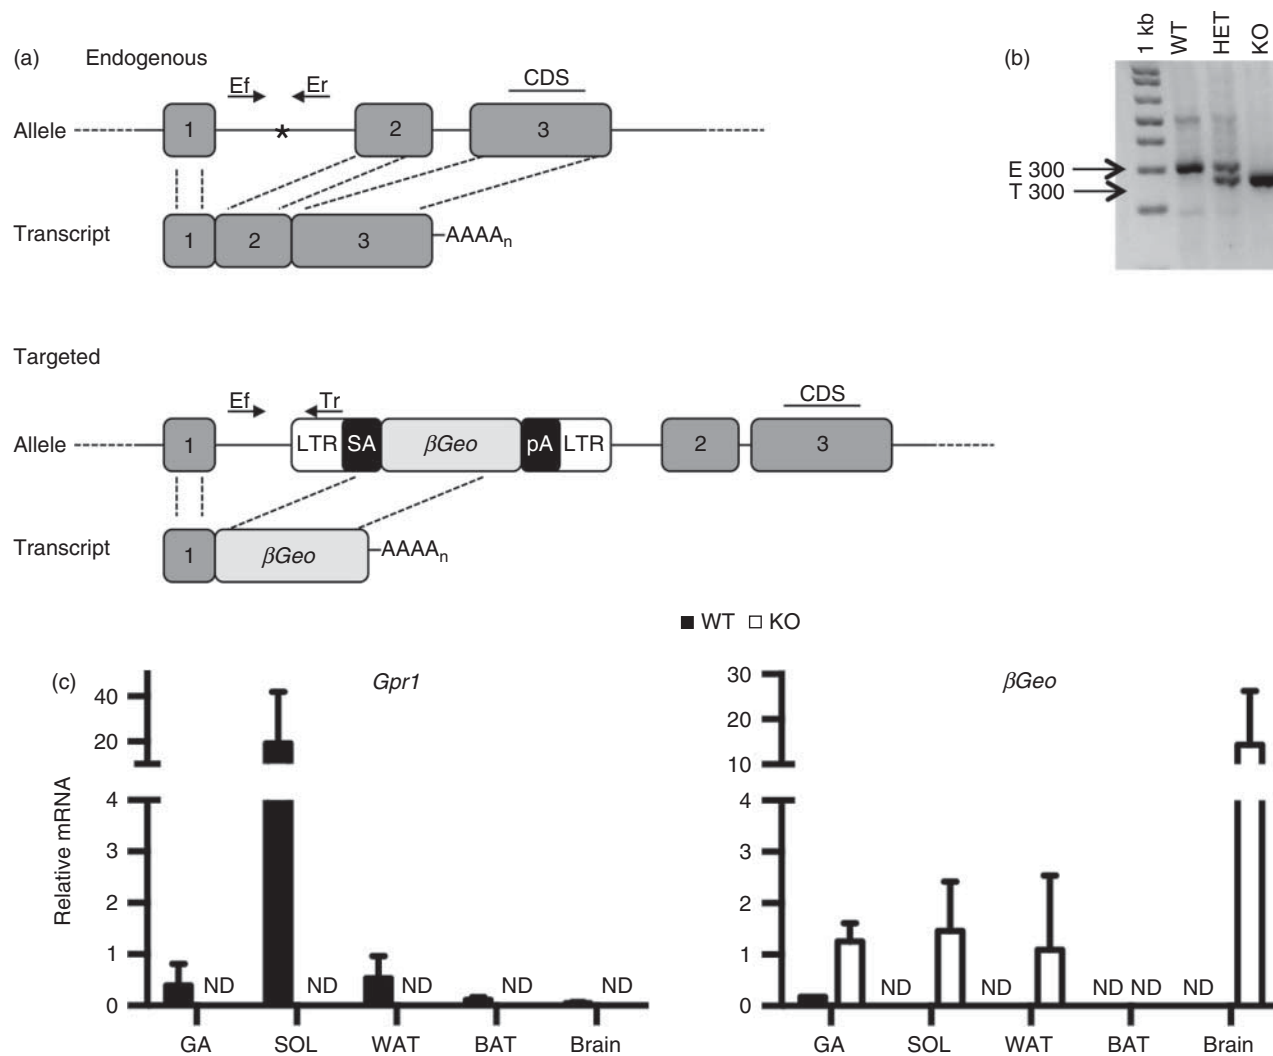 (a) Endogenous
Ef Er CDS
Allele 1 * 2 3
Transcript 1 2 3 AAAAn
Targeted
Ef Tr CDS
Allele 1 LTR SA βGeo pA LTR 2 3
Transcript 1 βGeo AAAAn
(b) 1 kb WT HET KO
E 300
T 300
WT KO
(c) Gpr1
Relative mRNA
40
20
4
3
2
1
0
ND ND ND ND ND
GA SOL WAT BAT Brain
βGeo
30
20
10
4
3
2
1
0
ND ND ND ND ND
GA SOL WAT BAT Brain